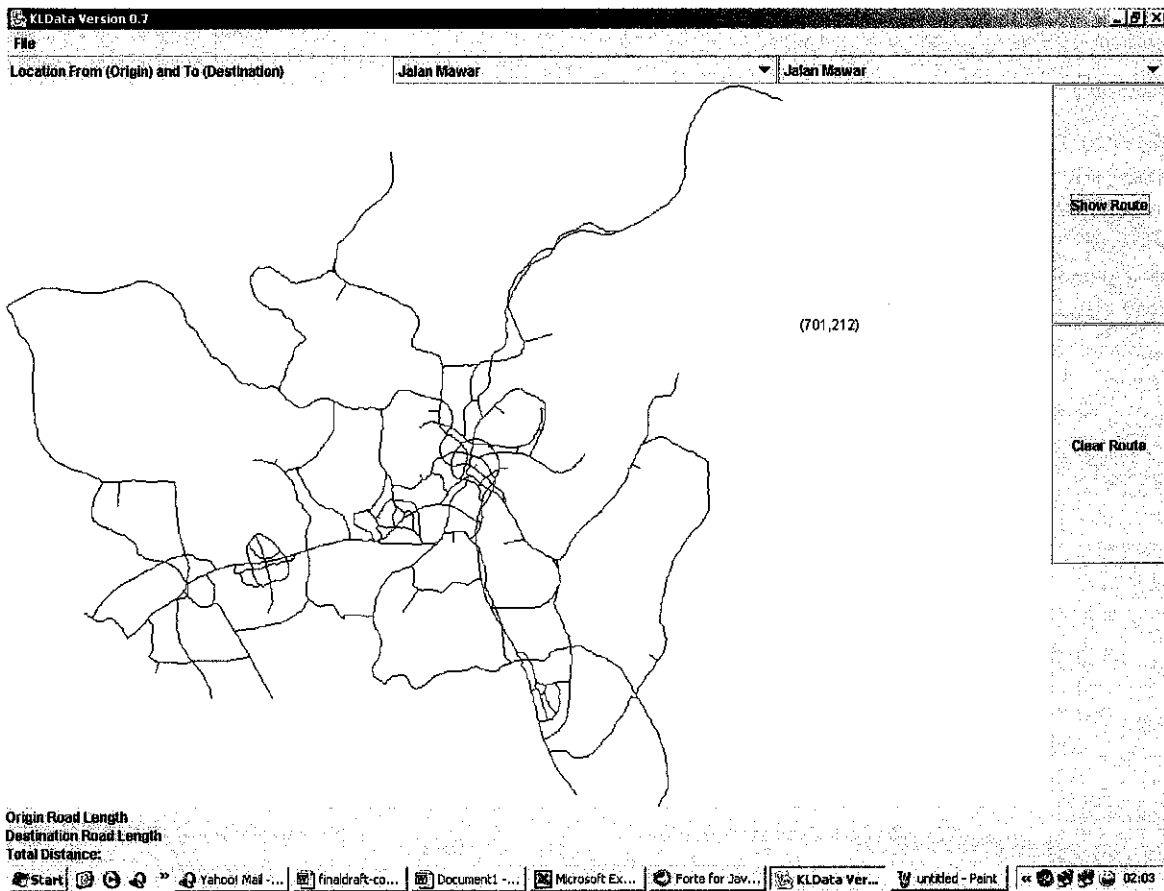 KLData Version 0.7
File
Location From (Origin) and To (Destination) Jalan Mawar Jalan Mawar
Show Route
(701,212)
Clear Route
Origin Road Length
Destination Road Length
Total Distance:
Start » Yahoo! Mail -... finaldraft-co... Document1 -... Microsoft Ex... Forte for Jav... KLData Ver... untitled - Paint « 02:03